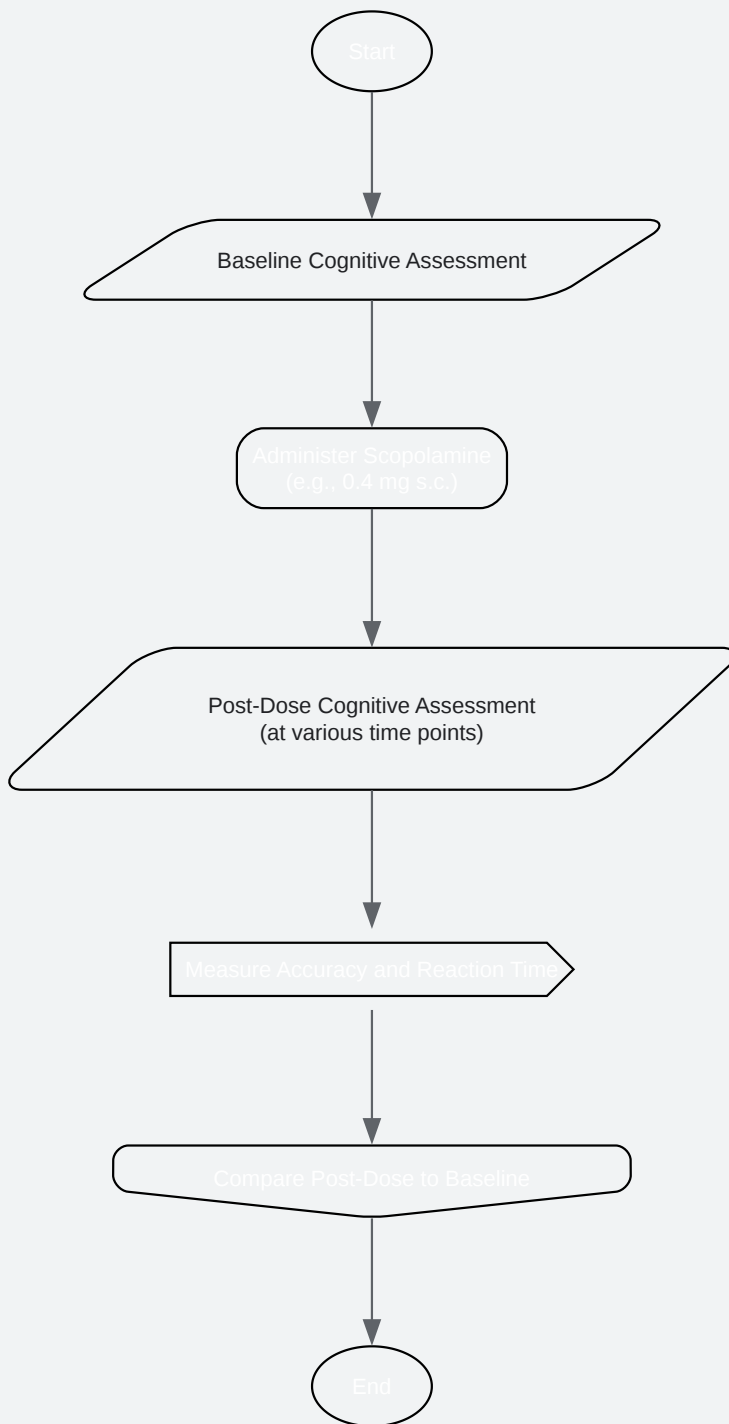 Start
Baseline Cognitive Assessment
Administer Scopolamine
(e.g., 0.4 mg s.c.)
Post-Dose Cognitive Assessment
(at various time points)
Measure Accuracy and Reaction Time
Compare Post-Dose to Baseline
End